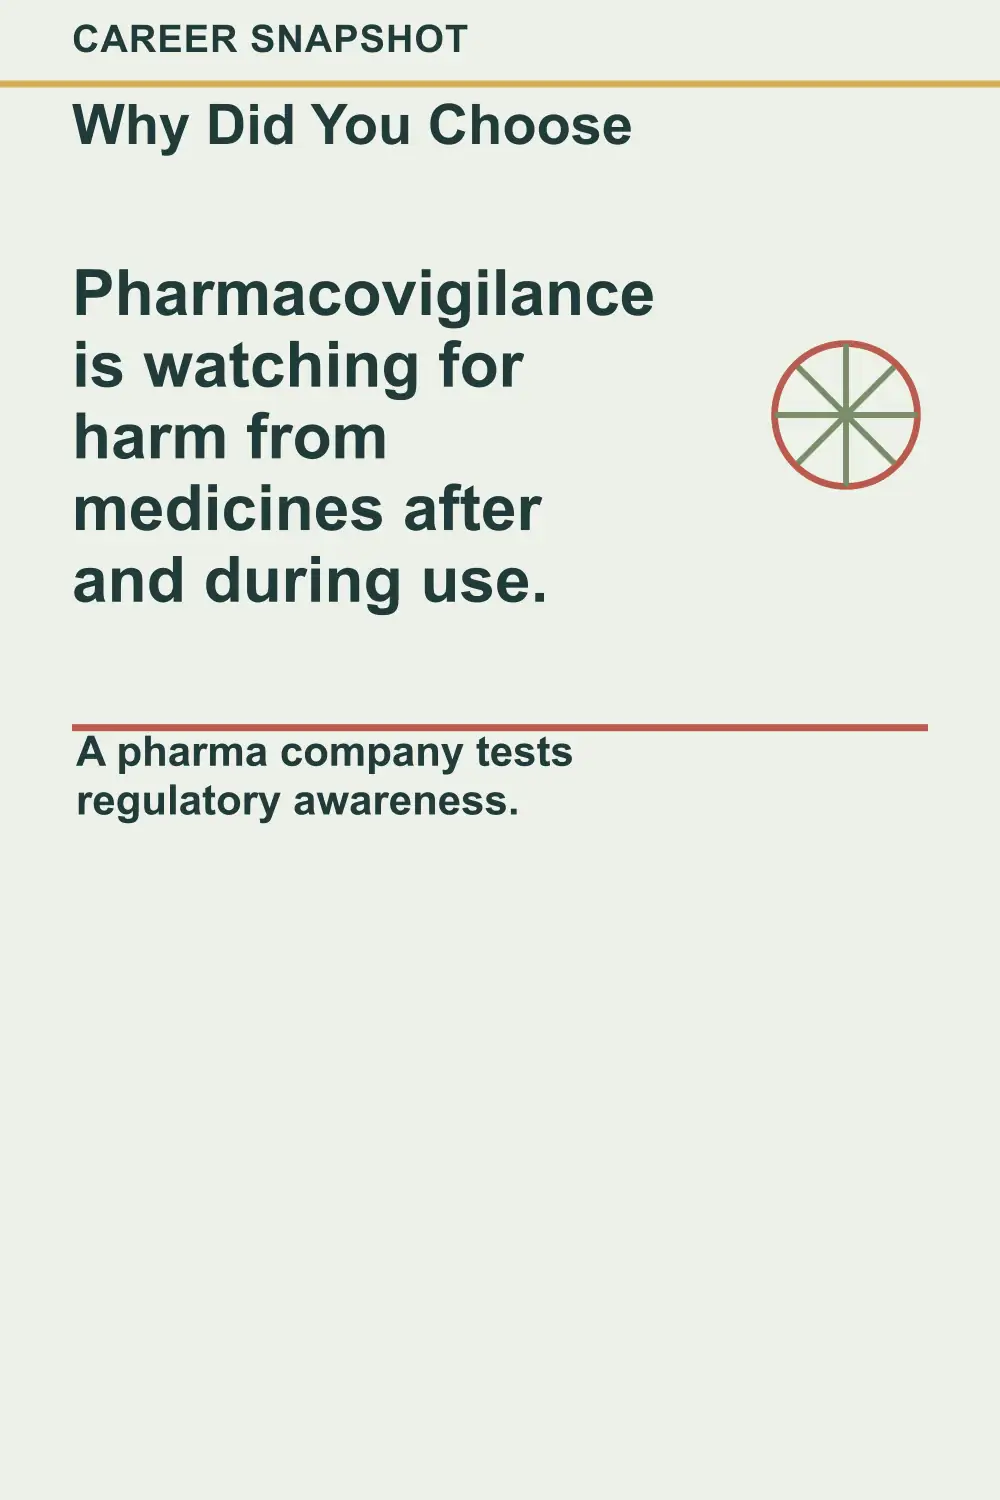 CAREER SNAPSHOT
Why Did You Choose
Pharmacovigilance
is watching for
harm from
medicines after
and during use.
A pharma company tests
regulatory awareness.